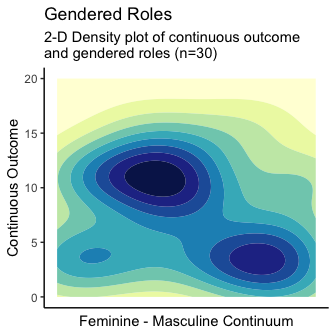 Gendered Roles
2-D Density plot of continuous outcome
and gendered roles (n=30)
20
15
10
5
0
Continuous Outcome
Feminine - Masculine Continuum